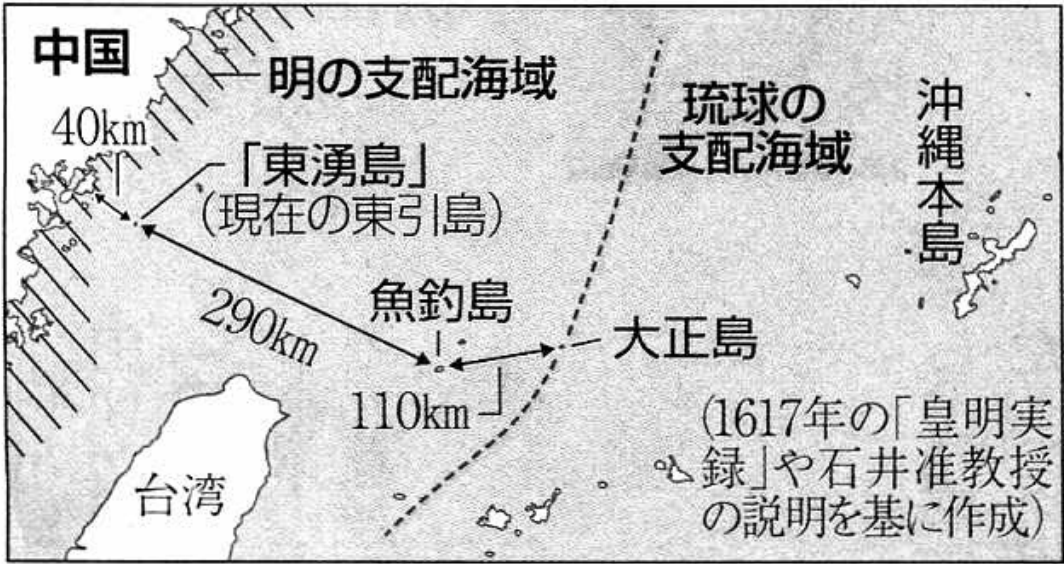 中国
明の支配海域
40km
「東湧島」
(現在の東引島)
琉球の
支配海域
沖縄本島
魚釣島
290km
大正島
110km
台湾
(1617年の「皇明実
録」や石井准教授
の説明を基に作成)